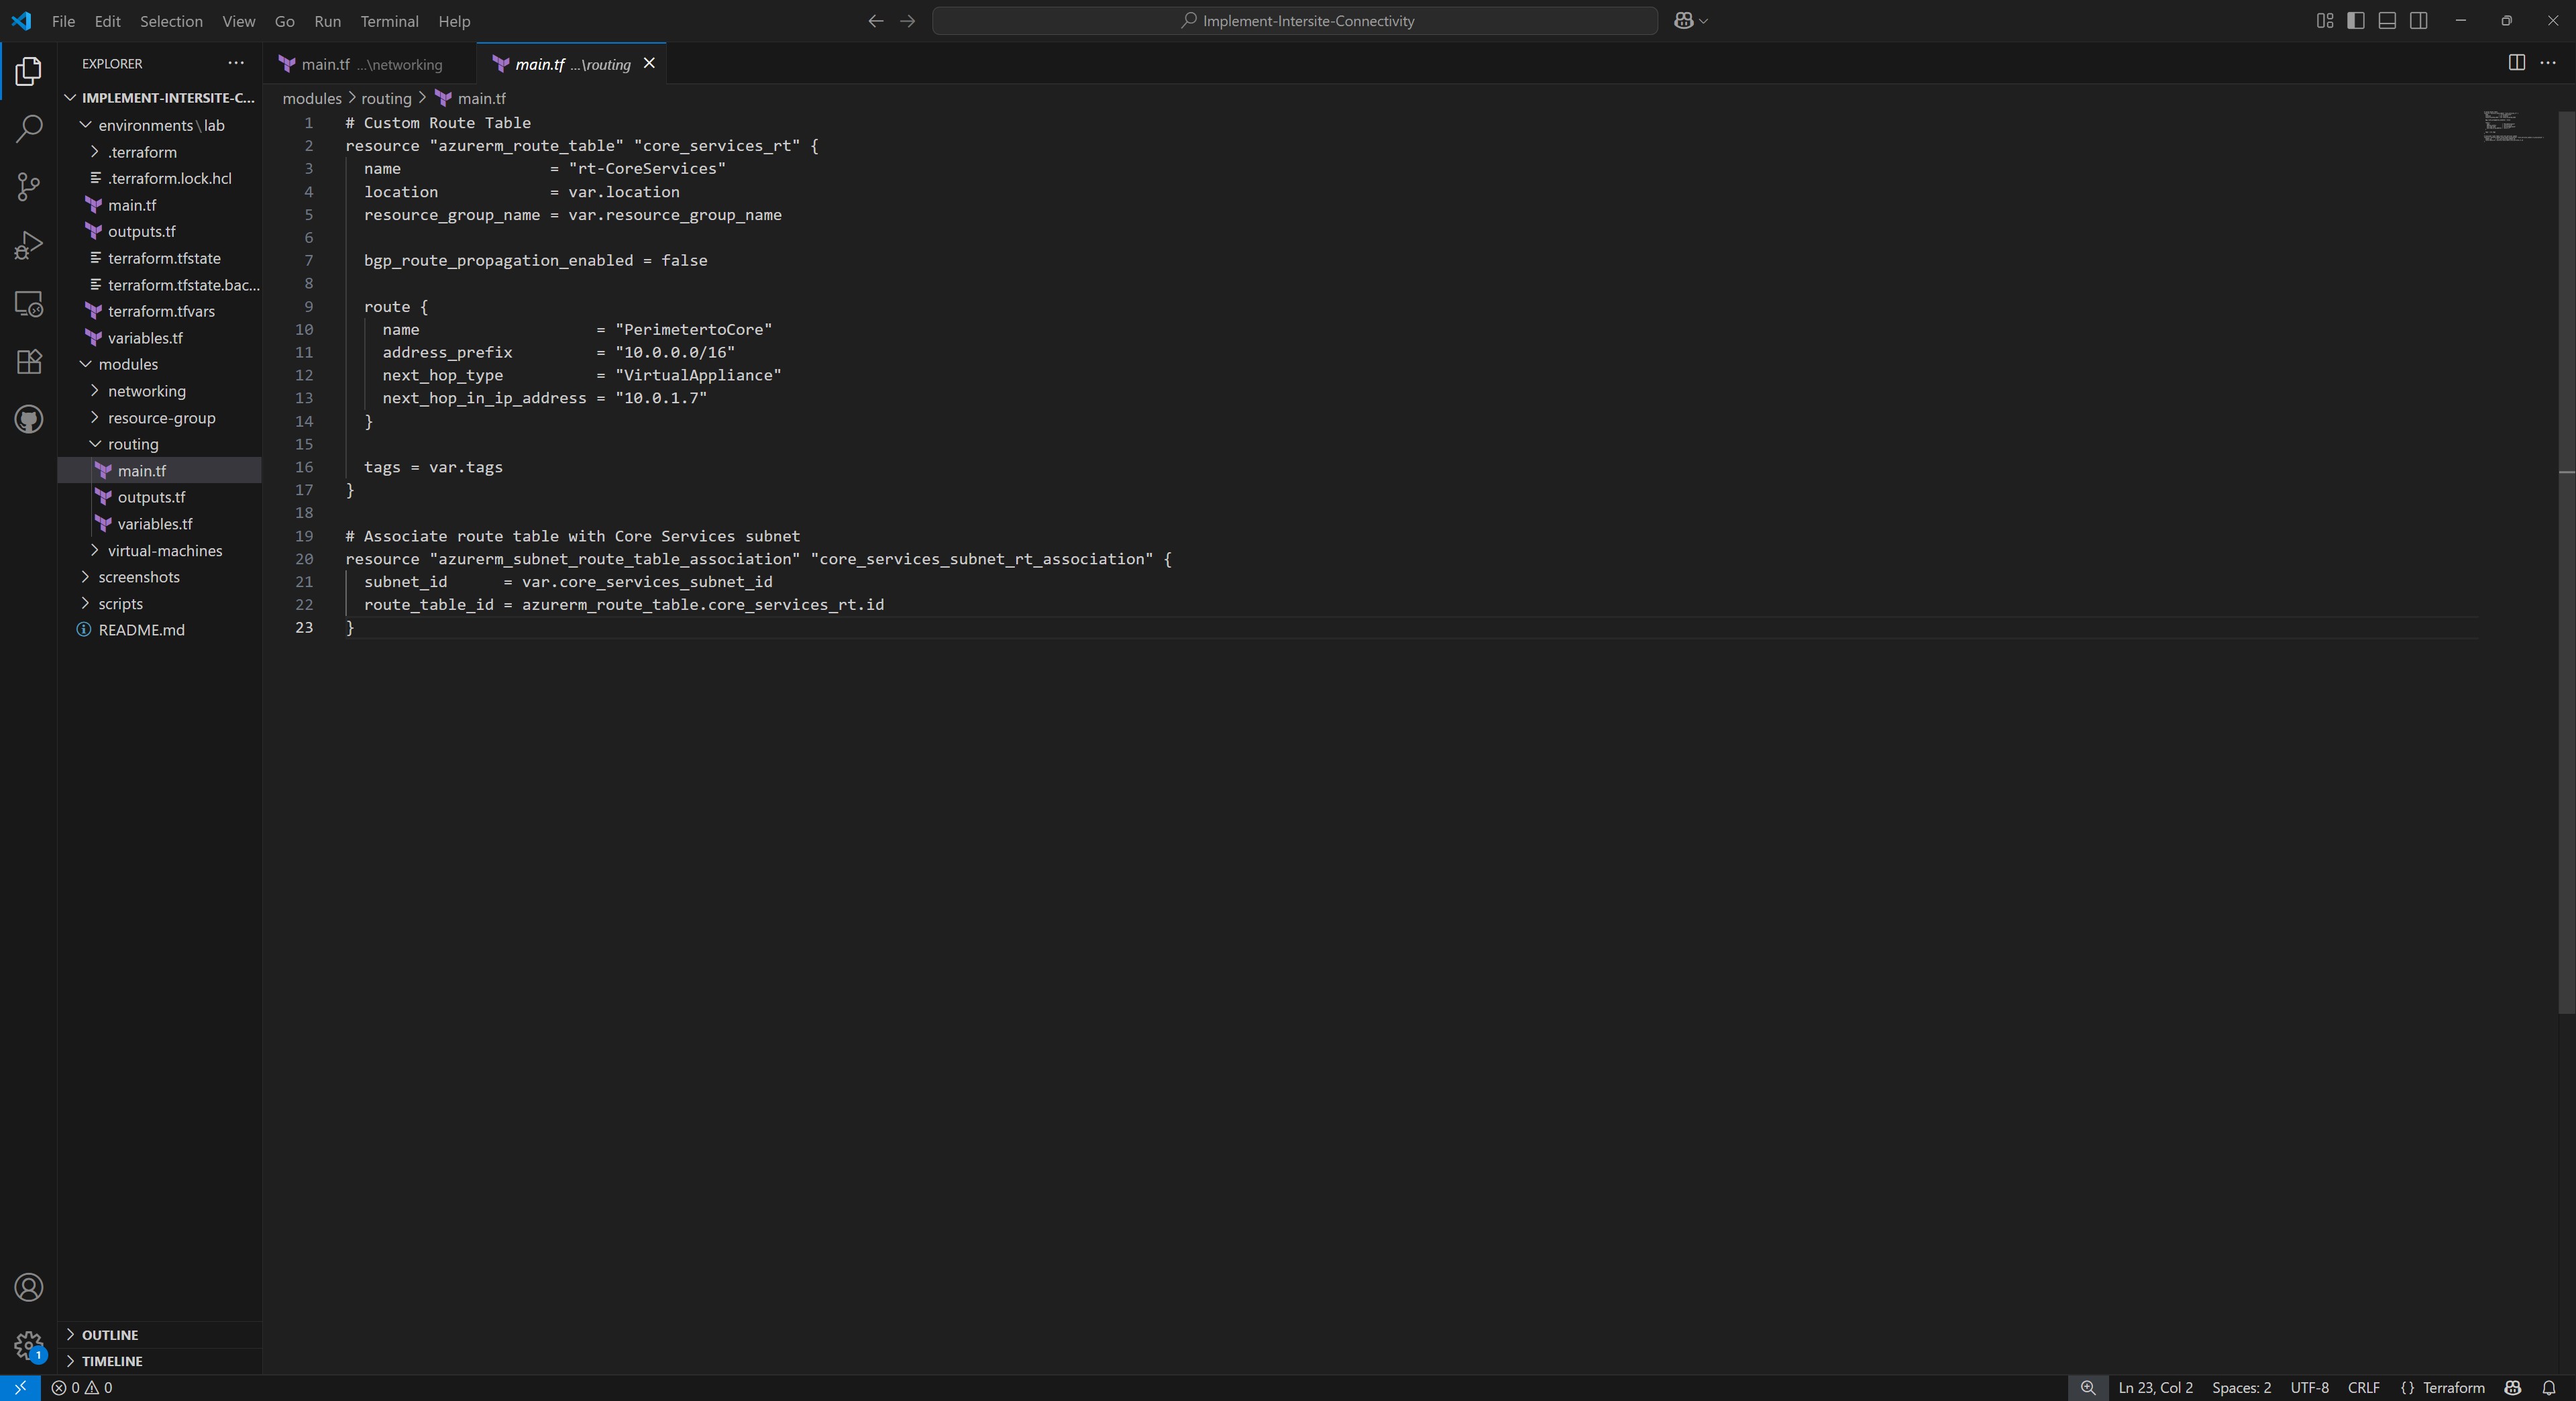 File Edit Selection View Go Run Terminal Help
Implement-Intersite-Connectivity
EXPLORER
IMPLEMENT-INTERSITE-C...
environments\lab
.terraform
.terraform.lock.hcl
main.tf
outputs.tf
terraform.tfstate
terraform.tfstate.bac...
terraform.tfvars
variables.tf
modules
networking
resource-group
routing
main.tf
outputs.tf
variables.tf
virtual-machines
screenshots
scripts
README.md
OUTLINE
TIMELINE
main.tf ...\networking
main.tf ...\routing
modules > routing > main.tf
1 # Custom Route Table
2 resource "azurerm_route_table" "core_services_rt" {
3   name                = "rt-CoreServices"
4   location            = var.location
5   resource_group_name = var.resource_group_name
6
7   bgp_route_propagation_enabled = false
8
9   route {
10     name                   = "PerimetertoCore"
11     address_prefix         = "10.0.0.0/16"
12     next_hop_type          = "VirtualAppliance"
13     next_hop_in_ip_address = "10.0.1.7"
14   }
15
16   tags = var.tags
17 }
18
19 # Associate route table with Core Services subnet
20 resource "azurerm_subnet_route_table_association" "core_services_subnet_rt_association" {
21   subnet_id      = var.core_services_subnet_id
22   route_table_id = azurerm_route_table.core_services_rt.id
23 }
1
0 0
Ln 23, Col 2 Spaces: 2 UTF-8 CRLF {} Terraform